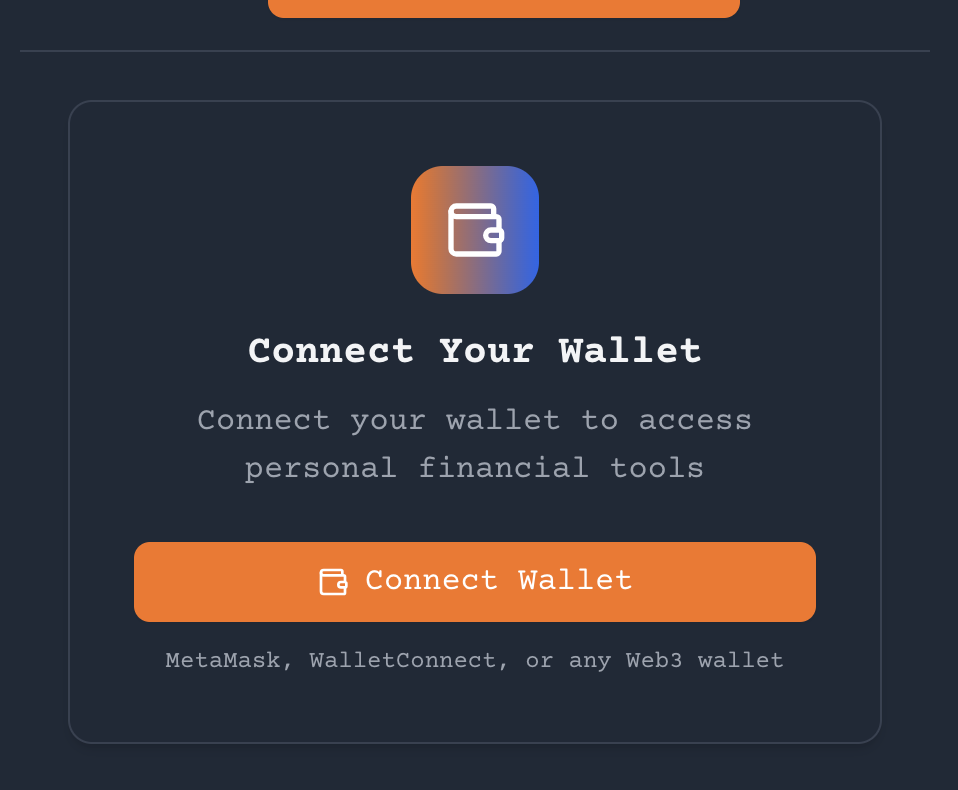 Connect Your Wallet
Connect your wallet to access
personal financial tools
Connect Wallet
MetaMask, WalletConnect, or any Web3 wallet